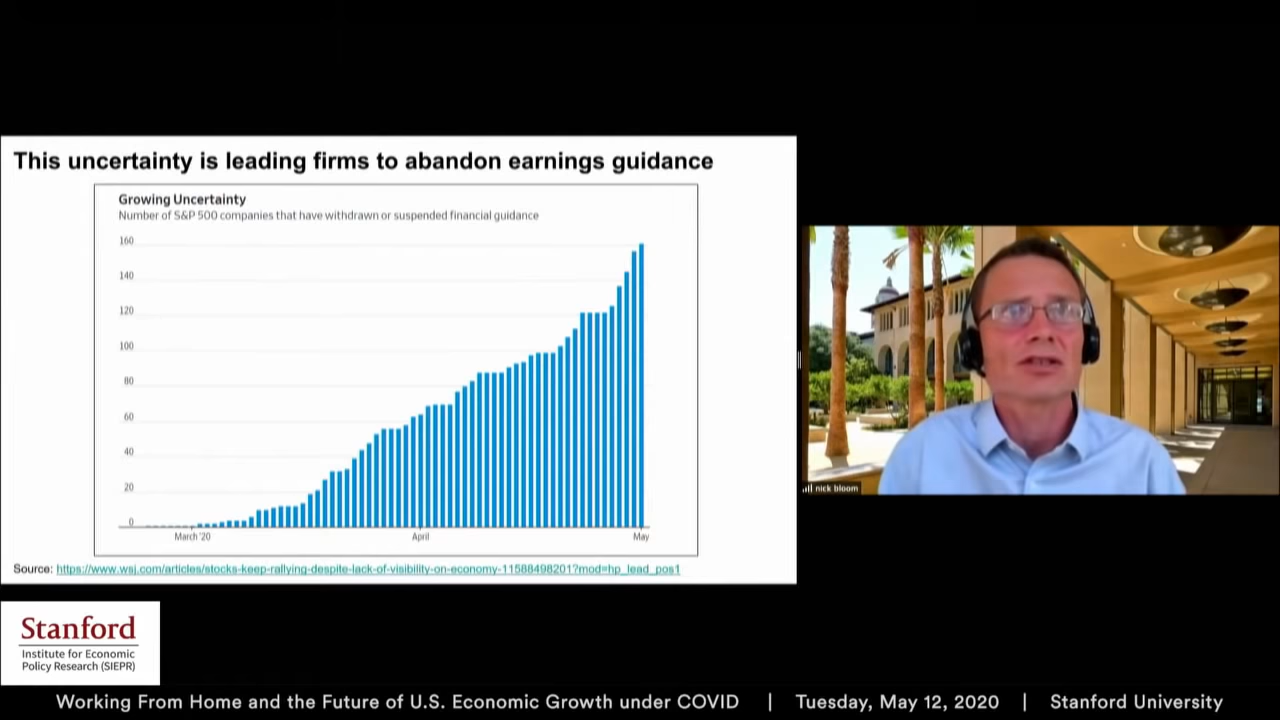 This uncertainty is leading firms to abandon earnings guidance
Growing Uncertainty
Number of S&P 500 companies that have withdrawn or suspended financial guidance
160
140
120
100
80
60
40
20
0
March '20
April
May
Source: https://www.wsj.com/articles/stocks-keep-rallying-despite-lack-of-visibility-on-economy-11588498201?mod=hp_lead_pos1
nick bloom
Stanford
Institute for Economic
Policy Research (SIEPR)
Working From Home and the Future of U.S. Economic Growth under COVID | Tuesday, May 12, 2020 | Stanford University